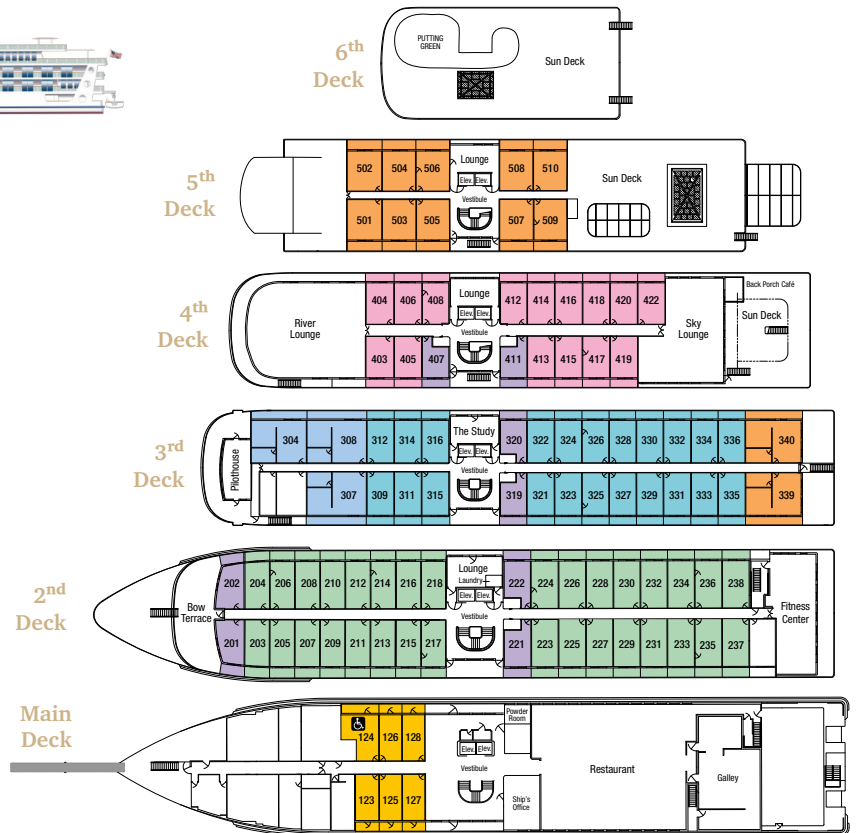 6th
Deck
PUTTING
GREEN
Sun Deck
5th
Deck
502 504 506 Lounge 508 510
Elev. Elev.
Sun Deck
Vestibule
501 503 505 507 509
4th
Deck
Back Porch Café
404 406 408 Lounge 412 414 416 418 420 422
Elev. Elev.
River
Lounge
Vestibule
Sky
Lounge
Sun Deck
403 405 407 411 413 415 417 419
3rd
Deck
Pilothouse
304 308 312 314 316 The Study 320 322 324 326 328 330 332 334 336 340
Elev. Elev.
Vestibule
307 309 311 315 319 321 323 325 327 329 331 333 335 339
2nd
Deck
202 204 206 208 210 212 214 216 218 Lounge 222 224 226 228 230 232 234 236 238
Laundry
Elev. Elev.
Bow
Terrace
Vestibule
Fitness
Center
201 203 205 207 209 211 213 215 217 221 223 225 227 229 231 233 235 237
Main
Deck
124 126 128
Powder
Room
Elev. Elev.
Vestibule
Restaurant
Galley
123 125 127
Ship's
Office